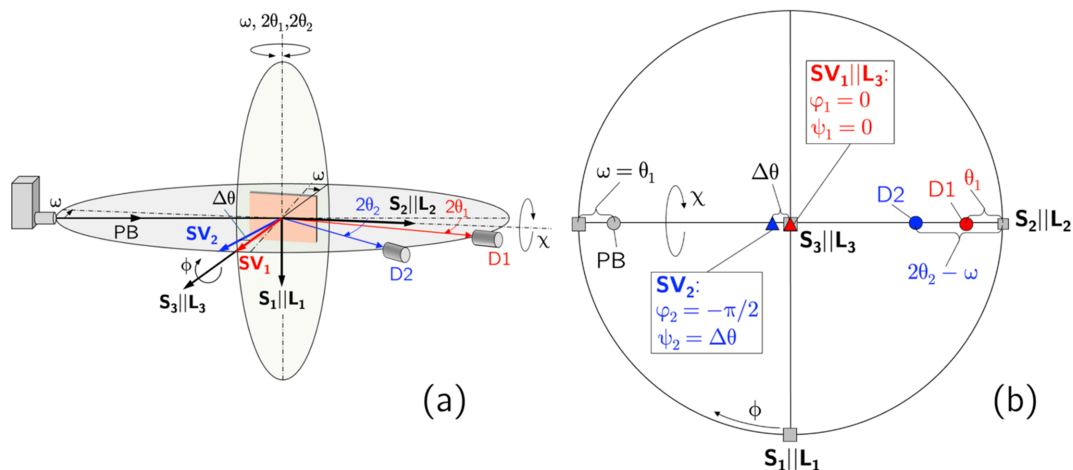 ω, 2θ₁,2θ₂
ω
ω
Δθ
2θ₂
S₂||L₂
2θ₁
PB
SV₂
SV₁
χ
D2
D1
ϕ
S₃||L₃
S₁||L₁
(a)
SV₁||L₃:
φ₁ = 0
ψ₁ = 0
ω = θ₁
Δθ
χ
D2
D1
θ₁
S₂||L₂
PB
S₃||L₃
2θ₂ − ω
SV₂:
φ₂ = −π/2
ψ₂ = Δθ
ϕ
(b)
S₁||L₁